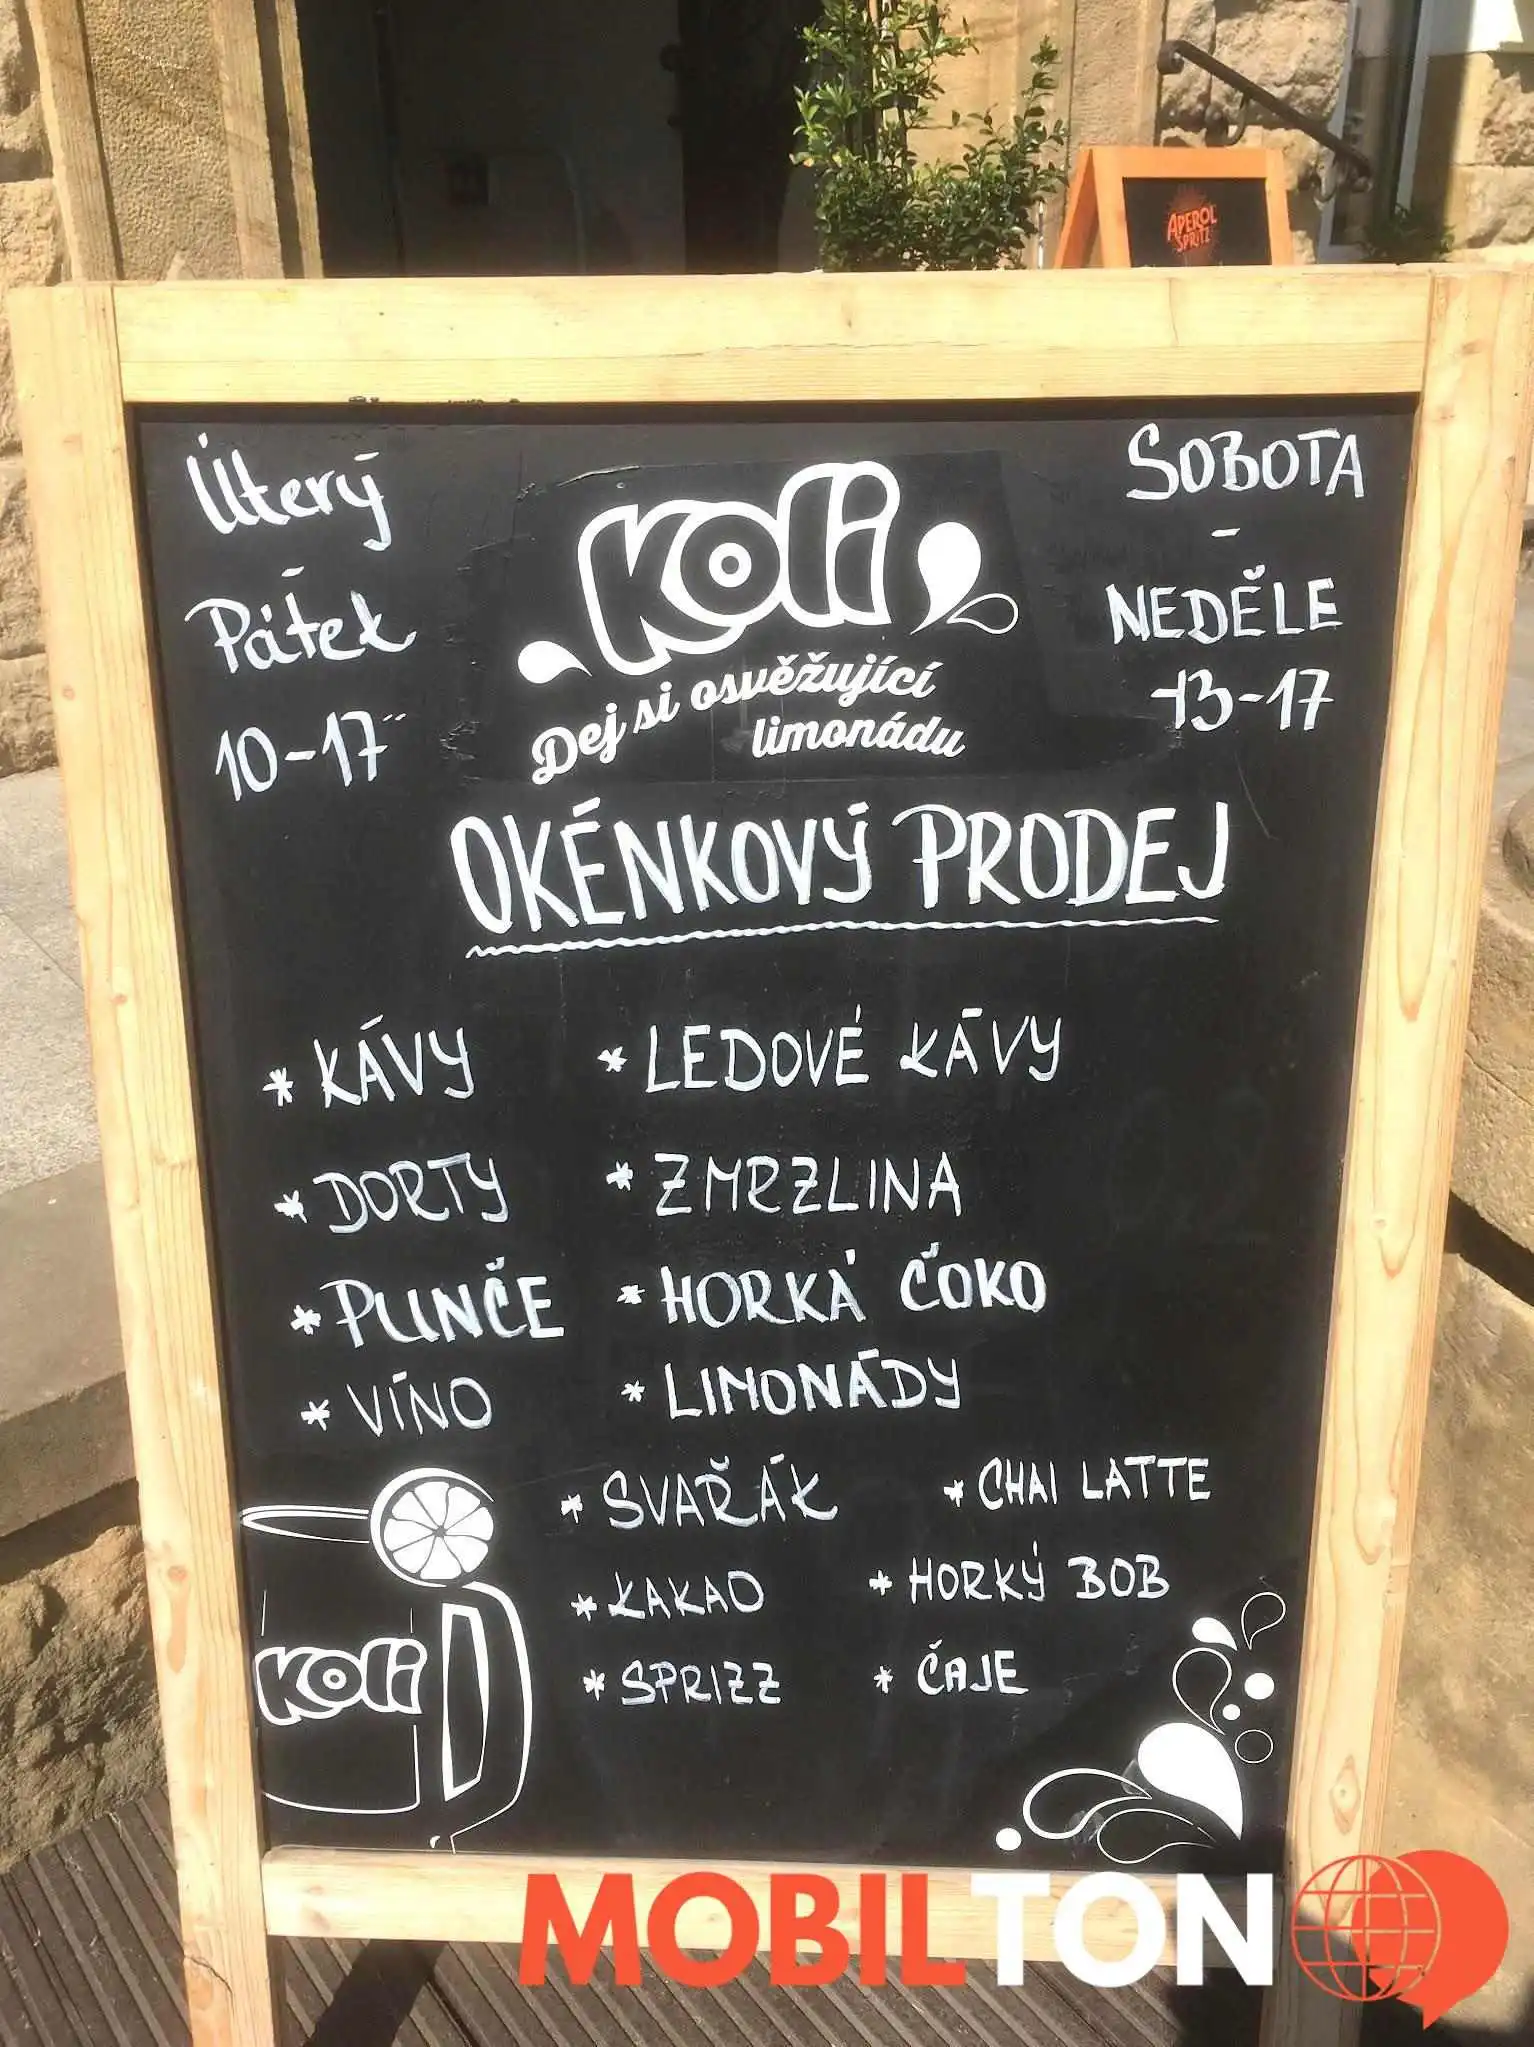 APEROL
SPRITZ
Úterý
-
Pátek
10-17
Koli
Dej si osvěžující
limonádu
SOBOTA
-
NEDĚLE
13-17
OKÉNKOVÝ PRODEJ
* KÁVY
* LEDOVÉ KÁVY
* DORTY
* ZMRZLINA
* PUNČE
* HORKÁ ČOKO
* VÍNO
* LIMONÁDY
* SVAŘÁK
* CHAI LATTE
* KAKAO
* HORKÝ BOB
* SPRIZZ
* ČAJE
Koli
MOBILTON